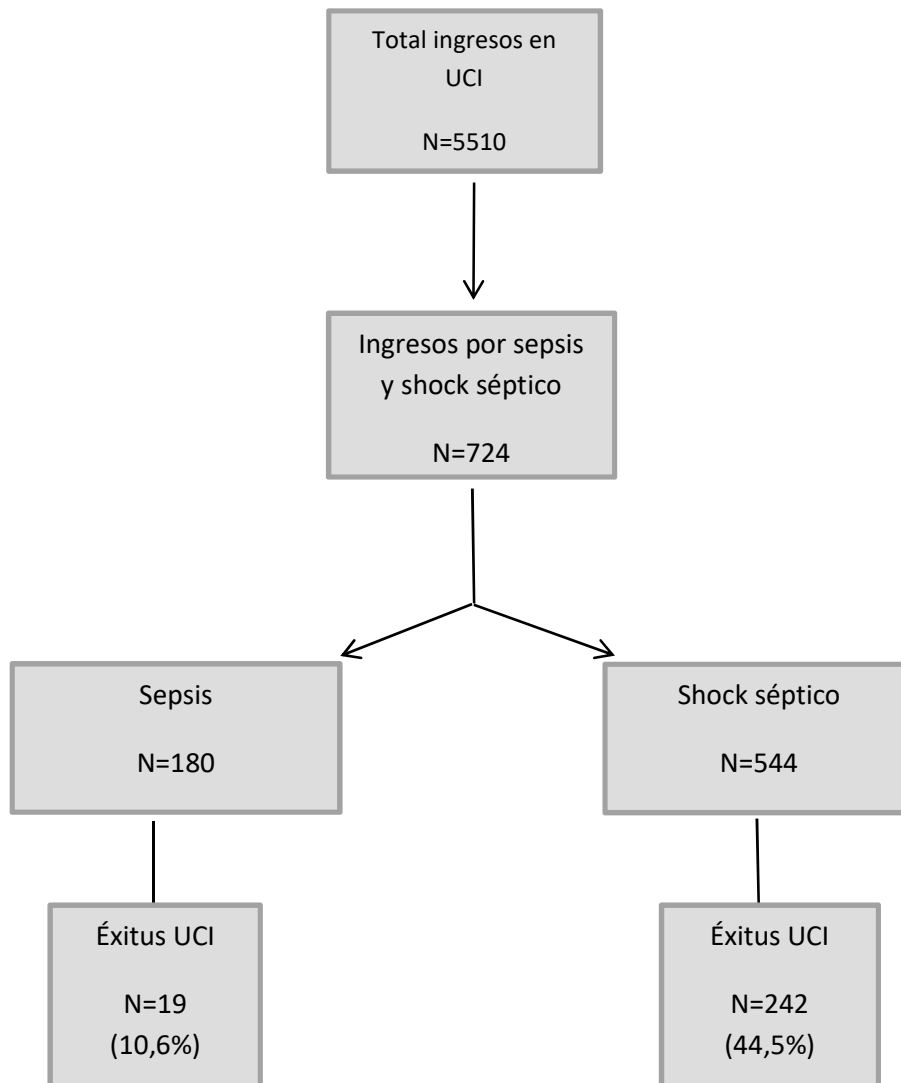 Total ingresos en
UCI
N=5510
Ingresos por sepsis
y shock séptico
N=724
Sepsis
N=180
Shock séptico
N=544
Éxitus UCI
N=19
(10,6%)
Éxitus UCI
N=242
(44,5%)